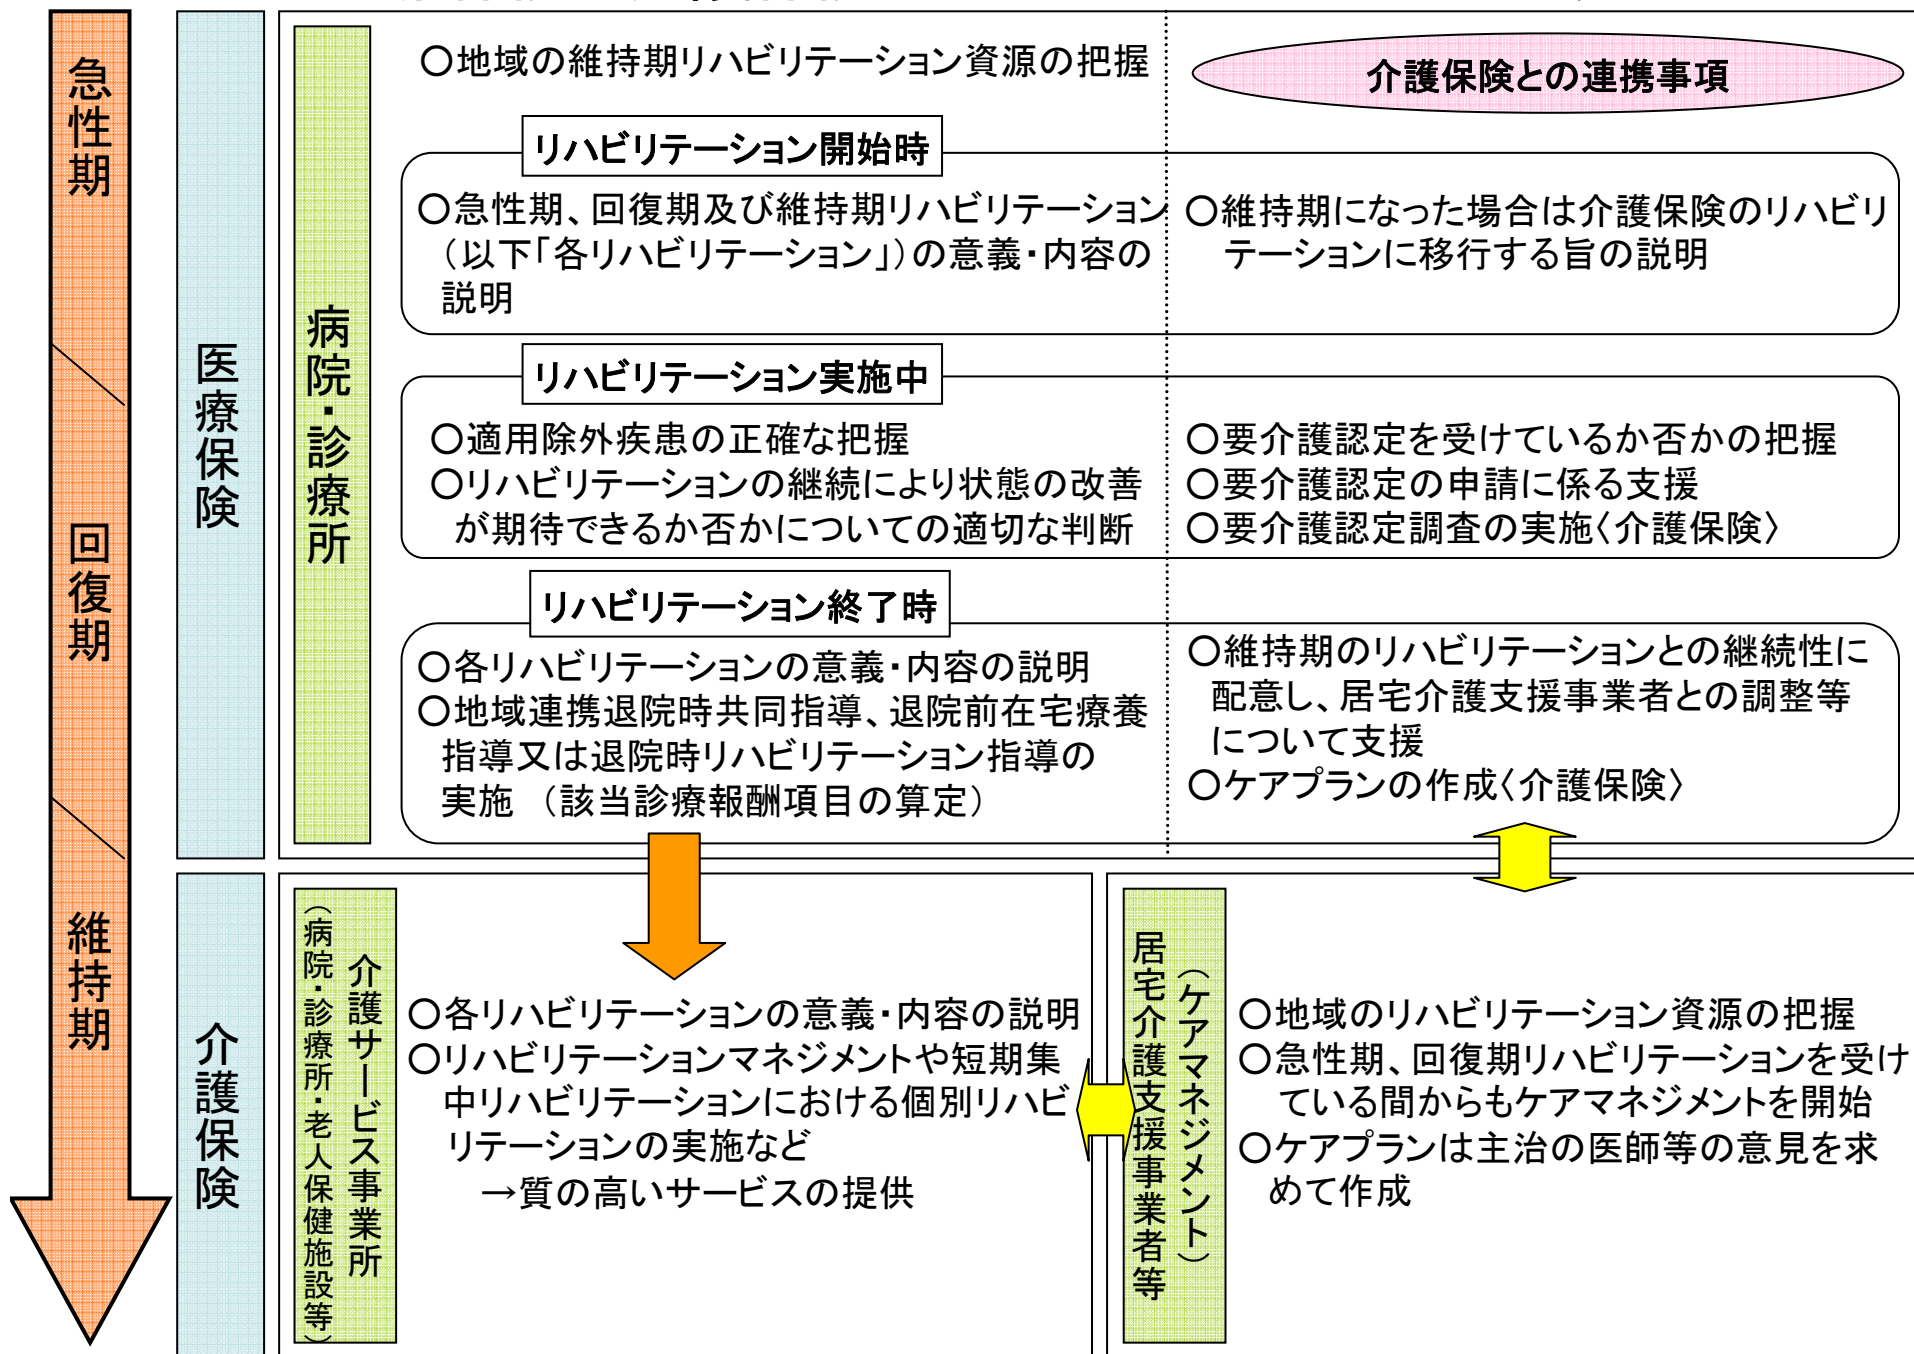 急性期
回復期
維持期
医療保険
介護保険
病院・診療所
○地域の維持期リハビリテーション資源の把握
介護保険との連携事項
リハビリテーション開始時
○急性期、回復期及び維持期リハビリテーション
（以下「各リハビリテーション」）の意義・内容の
説明
○維持期になった場合は介護保険のリハビリ
テーションに移行する旨の説明
リハビリテーション実施中
○適用除外疾患の正確な把握
○リハビリテーションの継続により状態の改善
が期待できるか否かについての適切な判断
○要介護認定を受けているか否かの把握
○要介護認定の申請に係る支援
○要介護認定調査の実施〈介護保険〉
リハビリテーション終了時
○各リハビリテーションの意義・内容の説明
○地域連携退院時共同指導、退院前在宅療養
指導又は退院時リハビリテーション指導の
実施　（該当診療報酬項目の算定）
○維持期のリハビリテーションとの継続性に
配意し、居宅介護支援事業者との調整等
について支援
○ケアプランの作成〈介護保険〉
介護サービス事業所
（病院・診療所・老人保健施設等）
○各リハビリテーションの意義・内容の説明
○リハビリテーションマネジメントや短期集
中リハビリテーションにおける個別リハビ
リテーションの実施など
→質の高いサービスの提供
（ケアマネジメント）
居宅介護支援事業者等
○地域のリハビリテーション資源の把握
○急性期、回復期リハビリテーションを受け
ている間からもケアマネジメントを開始
○ケアプランは主治の医師等の意見を求
めて作成